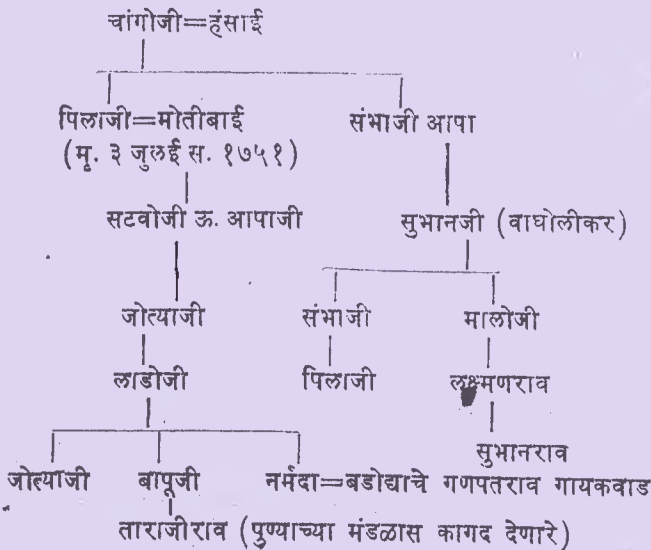 चांगोजी=हंसाई
पिलाजी=मोतीबाई संभाजी आपा
(मृ. ३ जुलई स. १७५१)
सटवोजी ऊ. आपाजी सुभानजी (वाघोलीकर)
जोत्याजी संभाजी मालोजी
लाडोजी पिलाजी लक्ष्मणराव
सुभानराव
जोत्याजी बापूजी नर्मदा=बडोद्याचे गणपतराव गायकवाड
ताराजीराव (पुण्याच्या मंडळास कागद देणारे)